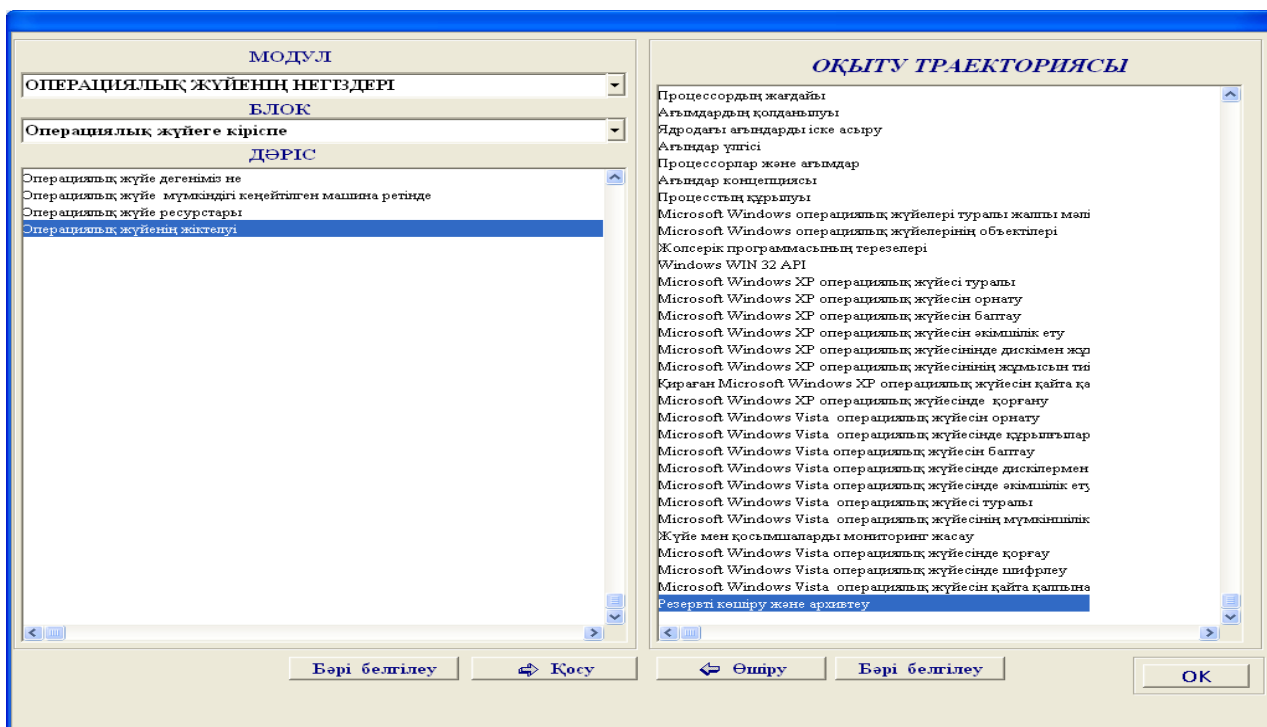 МОДУЛ
ОПЕРАЦИЯЛЫҚ ЖҮЙЕНІҢ НЕГІЗДЕРІ
БЛОК
Операциялық жүйеге кіріспе
ДӘРІС
Операциялық жүйе дегеніміз не
Операциялық жүйе мүмкіндігі кеңейтілген машина ретінде
Операциялық жүйе ресурстары
Операциялық жүйенің жіктелуі
ОҚЫТУ ТРАЕКТОРИЯСЫ
Процессордың жағдайы
Ағымдардың қолданылуы
Ядродағы ағындарды іске асыру
Ағындар үлгісі
Процессорлар және ағымдар
Ағындар концепциясы
Процесстың құрылуы
Microsoft Windows операциялық жүйелері туралы жалпы мәлі
Microsoft Windows операциялық жүйелерінің объектілері
Жолсерік программасының терезелері
Windows WIN 32 API
Microsoft Windows XP операциялық жүйесі туралы
Microsoft Windows XP операциялық жүйесін орнату
Microsoft Windows XP операциялық жүйесін баптау
Microsoft Windows XP операциялық жүйесін әкімшілік ету
Microsoft Windows XP операциялық жүйесінінде дискімен жұ
Microsoft Windows XP операциялық жүйесінінің жұмысын тиі
Қираған Microsoft Windows XP операциялық жүйесін қайта қа
Microsoft Windows XP операциялық жүйесінде қорғану
Microsoft Windows Vista операциялық жүйесін орнату
Microsoft Windows Vista операциялық жүйесінде құрылғылар
Microsoft Windows Vista операциялық жүйесін баптау
Microsoft Windows Vista операциялық жүйесінде дискілермен
Microsoft Windows Vista операциялық жүйесінде әкімшілік ету
Microsoft Windows Vista операциялық жүйесі туралы
Microsoft Windows Vista операциялық жүйесінің мүмкіншілік
Жүйе мен қосымшаларды мониторинг жасау
Microsoft Windows Vista операциялық жүйесінде қорғау
Microsoft Windows Vista операциялық жүйесінде шифрлеу
Microsoft Windows Vista операциялық жүйесін қайта қалпына
Резервті көшіру және архивтеу
Бәрі белгілеу
Қосу
Өшіру
Бәрі белгілеу
OK